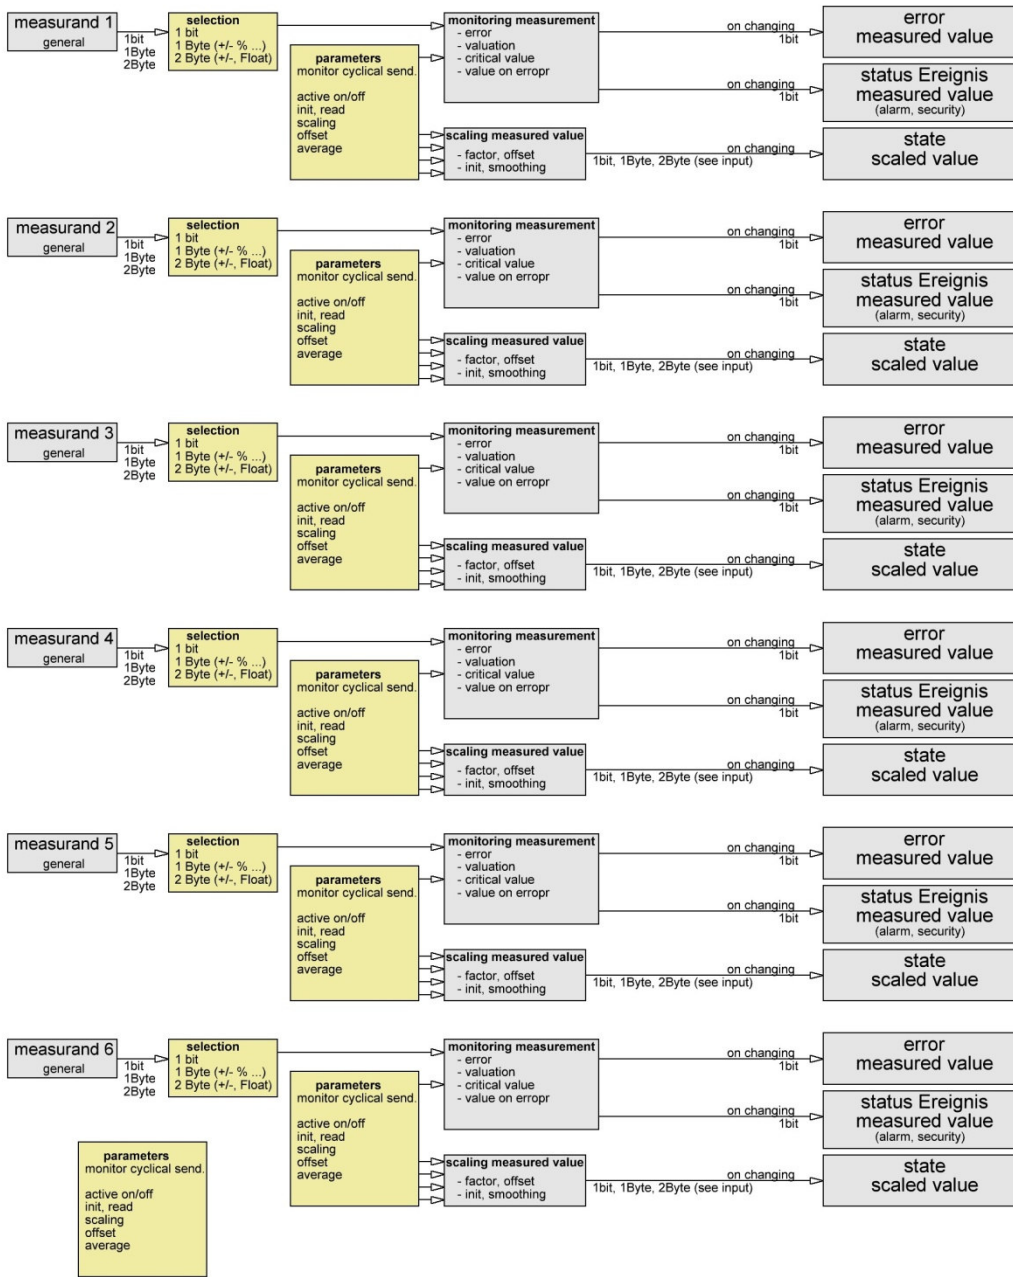 measurand 1
general
1bit
1Byte
2Byte
selection
1 bit
1 Byte (+/- % ...)
2 Byte (+/-, Float)
parameters
monitor cyclical send.
active on/off
init, read
scaling
offset
average
monitoring measurement
- error
- valuation
- critical value
- value on erropr
scaling measured value
- factor, offset
- init, smoothing
on changing
1bit
on changing
1bit
on changing
1bit, 1Byte, 2Byte (see input)
error
measured value
status Ereignis
measured value
(alarm, security)
state
scaled value
measurand 2
general
1bit
1Byte
2Byte
selection
1 bit
1 Byte (+/- % ...)
2 Byte (+/-, Float)
parameters
monitor cyclical send.
active on/off
init, read
scaling
offset
average
monitoring measurement
- error
- valuation
- critical value
- value on erropr
scaling measured value
- factor, offset
- init, smoothing
on changing
1bit
on changing
1bit
on changing
1bit, 1Byte, 2Byte (see input)
error
measured value
status Ereignis
measured value
(alarm, security)
state
scaled value
measurand 3
general
1bit
1Byte
2Byte
selection
1 bit
1 Byte (+/- % ...)
2 Byte (+/-, Float)
parameters
monitor cyclical send.
active on/off
init, read
scaling
offset
average
monitoring measurement
- error
- valuation
- critical value
- value on erropr
scaling measured value
- factor, offset
- init, smoothing
on changing
1bit
on changing
1bit
on changing
1bit, 1Byte, 2Byte (see input)
error
measured value
status Ereignis
measured value
(alarm, security)
state
scaled value
measurand 4
general
1bit
1Byte
2Byte
selection
1 bit
1 Byte (+/- % ...)
2 Byte (+/-, Float)
parameters
monitor cyclical send.
active on/off
init, read
scaling
offset
average
monitoring measurement
- error
- valuation
- critical value
- value on erropr
scaling measured value
- factor, offset
- init, smoothing
on changing
1bit
on changing
1bit
on changing
1bit, 1Byte, 2Byte (see input)
error
measured value
status Ereignis
measured value
(alarm, security)
state
scaled value
measurand 5
general
1bit
1Byte
2Byte
selection
1 bit
1 Byte (+/- % ...)
2 Byte (+/-, Float)
parameters
monitor cyclical send.
active on/off
init, read
scaling
offset
average
monitoring measurement
- error
- valuation
- critical value
- value on erropr
scaling measured value
- factor, offset
- init, smoothing
on changing
1bit
on changing
1bit
on changing
1bit, 1Byte, 2Byte (see input)
error
measured value
status Ereignis
measured value
(alarm, security)
state
scaled value
measurand 6
general
1bit
1Byte
2Byte
selection
1 bit
1 Byte (+/- % ...)
2 Byte (+/-, Float)
parameters
monitor cyclical send.
active on/off
init, read
scaling
offset
average
monitoring measurement
- error
- valuation
- critical value
- value on erropr
scaling measured value
- factor, offset
- init, smoothing
on changing
1bit
on changing
1bit
on changing
1bit, 1Byte, 2Byte (see input)
error
measured value
status Ereignis
measured value
(alarm, security)
state
scaled value
parameters
monitor cyclical send.
active on/off
init, read
scaling
offset
average